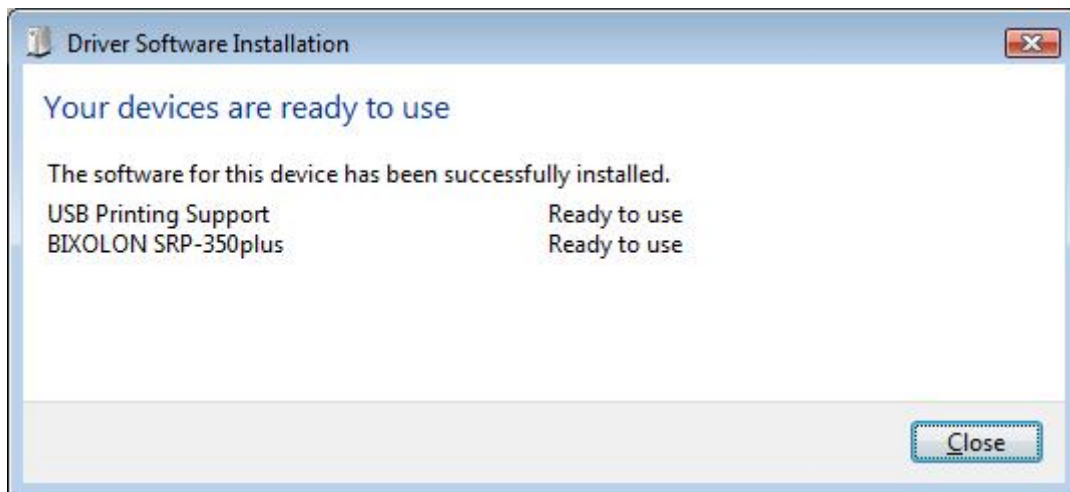 Driver Software Installation
Your devices are ready to use
The software for this device has been successfully installed.
USB Printing Support Ready to use
BIXOLON SRP-350plus Ready to use
Close